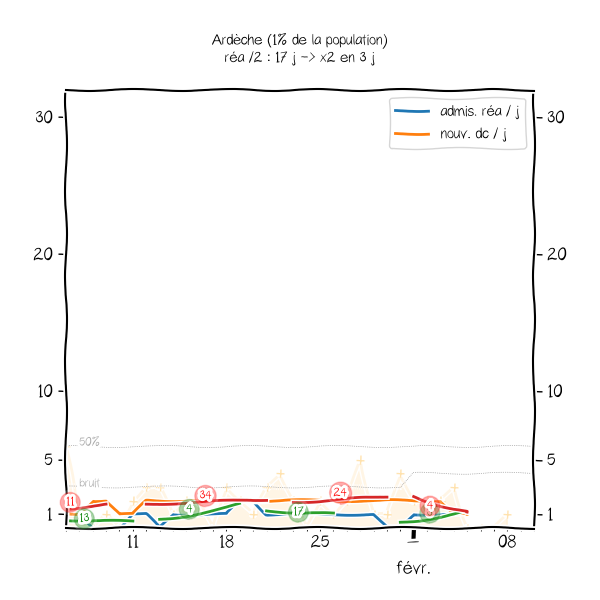 Ardèche (1% de la population)
réa /2 : 17 j -> x2 en 3 j
admis. réa / j
nouv. dc / j
30 30
20 20
10 10
5 5
1 1
50%
bruit
11
13
4
34
17
24
4
11 18 25 1 08
févr.